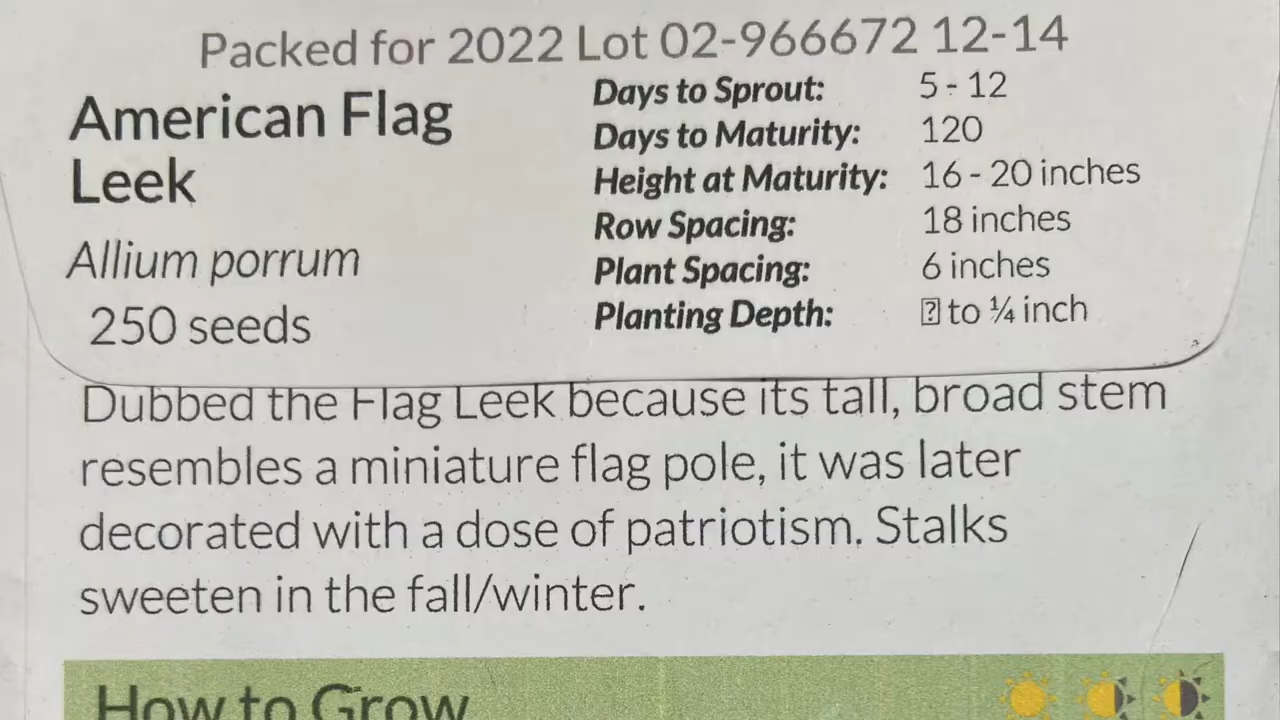 Packed for 2022 Lot 02-966672 12-14
American Flag
Leek
Allium porrum
250 seeds
Days to Sprout: 5 - 12
Days to Maturity: 120
Height at Maturity: 16 - 20 inches
Row Spacing: 18 inches
Plant Spacing: 6 inches
Planting Depth: to ¼ inch
Dubbed the Flag Leek because its tall, broad stem
resembles a miniature flag pole, it was later
decorated with a dose of patriotism. Stalks
sweeten in the fall/winter.
How to Grow